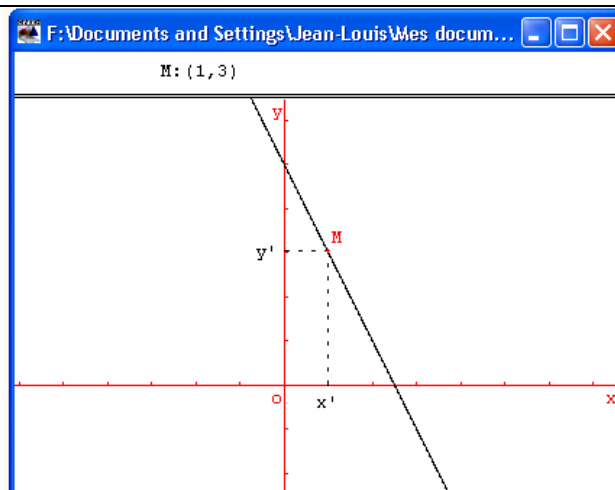 F:\Documents and Settings\Jean-Louis\Mes docum...
M:(1,3)
y
M
y'
o
x'
x